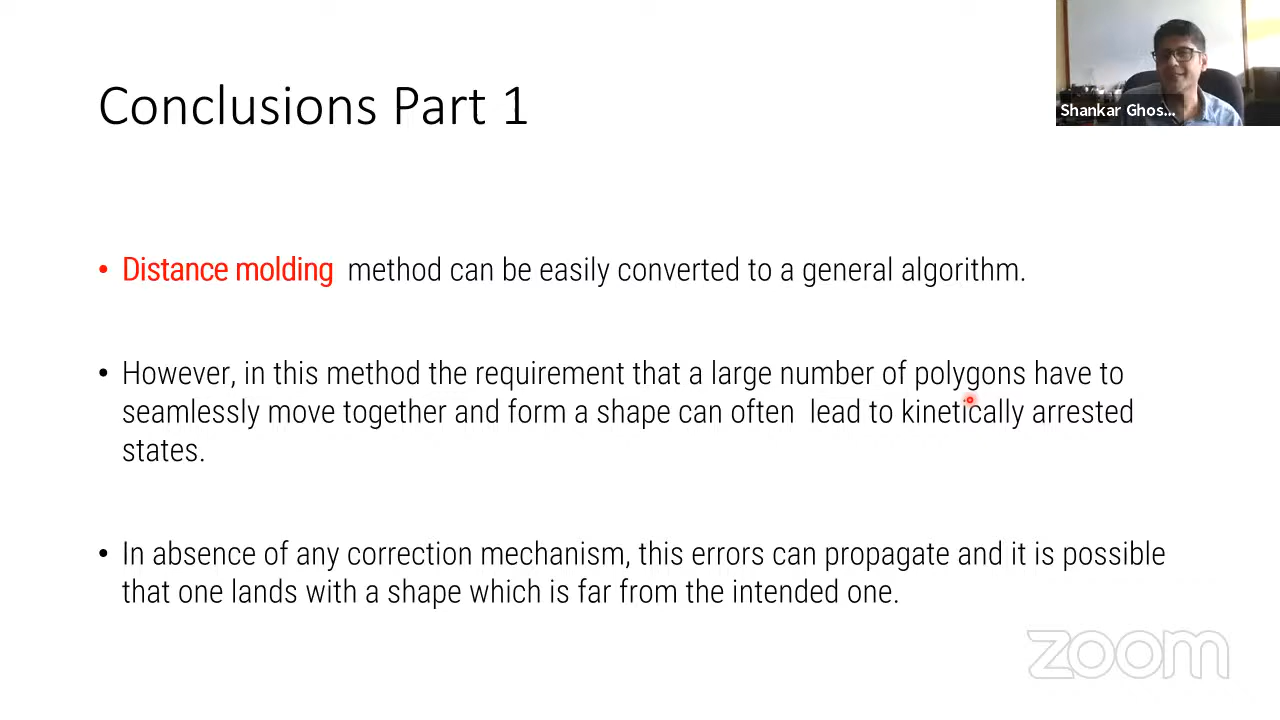 Conclusions Part 1
Shankar Ghos...
• Distance molding method can be easily converted to a general algorithm.
• However, in this method the requirement that a large number of polygons have to
seamlessly move together and form a shape can often lead to kinetically arrested
states.
• In absence of any correction mechanism, this errors can propagate and it is possible
that one lands with a shape which is far from the intended one.
zoom